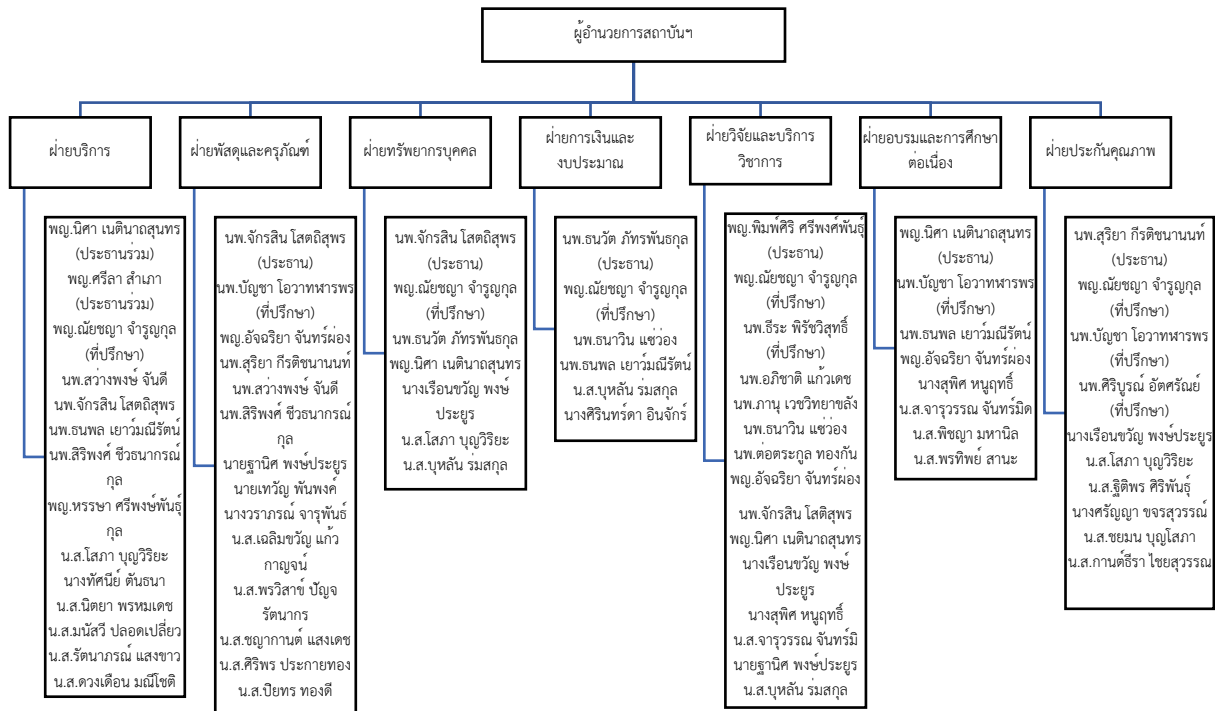 ผู้อำนวยการสถาบันฯ
ฝ่ายบริการ
พญ.นิศา เนตินาถสุนทร
(ประธานร่วม)
พญ.ศรีลา สำเภา
(ประธานร่วม)
พญ.ณัยชญา จำรูญกุล
(ที่ปรึกษา)
นพ.สว่างพงษ์ จันดี
นพ.จักรสิน โสตถิสุพร
นพ.ธนพล เยาว์มณีรัตน์
นพ.สิริพงศ์ ชีวธนากรณ์
กุล
พญ.หรรษา ศรีพงษ์พันธุ์
กุล
น.ส.โสภา บุญวิริยะ
นางทัศนีย์ ตันธนา
น.ส.นิตยา พรหมเดช
น.ส.มนัสวี ปลอดเปลี่ยว
น.ส.รัตนาภรณ์ แสงขาว
น.ส.ดวงเดือน มณีโชติ
ฝ่ายพัสดุและครุภัณฑ์
นพ.จักรสิน โสตถิสุพร
(ประธาน)
นพ.บัญชา โอวาทฬารพร
(ที่ปรึกษา)
พญ.อัจฉริยา จันทร์ผ่อง
นพ.สุริยา กีรติชนานนท์
นพ.สว่างพงษ์ จันดี
นพ.สิริพงศ์ ชีวธนากรณ์
กุล
นายฐานิศ พงษ์ประยูร
นายเทวัญ พันพงค์
นางวราภรณ์ จารุพันธ์
น.ส.เฉลิมขวัญ แก้ว
กาญจน์
น.ส.พรวิสาข์ ปัญจ
รัตนากร
น.ส.ชญากานต์ แสงเดช
น.ส.ศิริพร ประกายทอง
น.ส.ปิยทร ทองดี
ฝ่ายทรัพยากรบุคคล
นพ.จักรสิน โสตถิสุพร
(ประธาน)
พญ.ณัยชญา จำรูญกุล
(ที่ปรึกษา)
นพ.ธนวัต ภัทรพันธกุล
พญ.นิศา เนตินาถสุนทร
นางเรือนขวัญ พงษ์
ประยูร
น.ส.โสภา บุญวิริยะ
น.ส.บุหลัน ร่มสกุล
ฝ่ายการเงินและ
งบประมาณ
นพ.ธนวัต ภัทรพันธกุล
(ประธาน)
พญ.ณัยชญา จำรูญกุล
(ที่ปรึกษา)
นพ.ธนาวิน แซ่ว่อง
นพ.ธนพล เยาว์มณีรัตน์
น.ส.บุหลัน ร่มสกุล
นางศิรินทร์ดา อินจักร์
ฝ่ายวิจัยและบริการ
วิชาการ
พญ.พิมพ์ศิริ ศรีพงศ์พันธุ์
(ประธาน)
พญ.ณัยชญา จำรูญกุล
(ที่ปรึกษา)
นพ.ธีระ พิรัชวิสุทธิ์
(ที่ปรึกษา)
นพ.อภิชาติ แก้วเดช
นพ.ภานุ เวชวิทยาขลัง
นพ.ธนาวิน แซ่ว่อง
นพ.ต่อตระกูล ทองกัน
พญ.อัจฉริยา จันทร์ผ่อง
นพ.จักรสิน โสติสุพร
พญ.นิศา เนตินาถสุนทร
นางเรือนขวัญ พงษ์
ประยูร
นางสุพิศ หนูฤทธิ์
น.ส.จารุวรรณ จันทร์มิ
นายฐานิศ พงษ์ประยูร
น.ส.บุหลัน ร่มสกุล
ฝ่ายอบรมและการศึกษา
ต่อเนื่อง
พญ.นิศา เนตินาถสุนทร
(ประธาน)
นพ.บัญชา โอวาทฬารพร
(ที่ปรึกษา)
นพ.ธนพล เยาว์มณีรัตน์
พญ.อัจฉริยา จันทร์ผ่อง
นางสุพิศ หนูฤทธิ์
น.ส.จารุวรรณ จันทร์มิด
น.ส.พิชญา มหานิล
น.ส.พรทิพย์ สานะ
ฝ่ายประกันคุณภาพ
นพ.สุริยา กีรติชนานนท์
(ประธาน)
พญ.ณัยชญา จำรูญกุล
(ที่ปรึกษา)
นพ.บัญชา โอวาทฬารพร
(ที่ปรึกษา)
นพ.ศิริบูรณ์ อัตศรัณย์
(ที่ปรึกษา)
นางเรือนขวัญ พงษ์ประยูร
น.ส.โสภา บุญวิริยะ
น.ส.ฐิติพร ศิริพันธุ์
นางศรัญญา ขจรสุวรรณ์
น.ส.ชยมน บุญโสภา
น.ส.กานต์ธีรา ไชยสุวรรณ